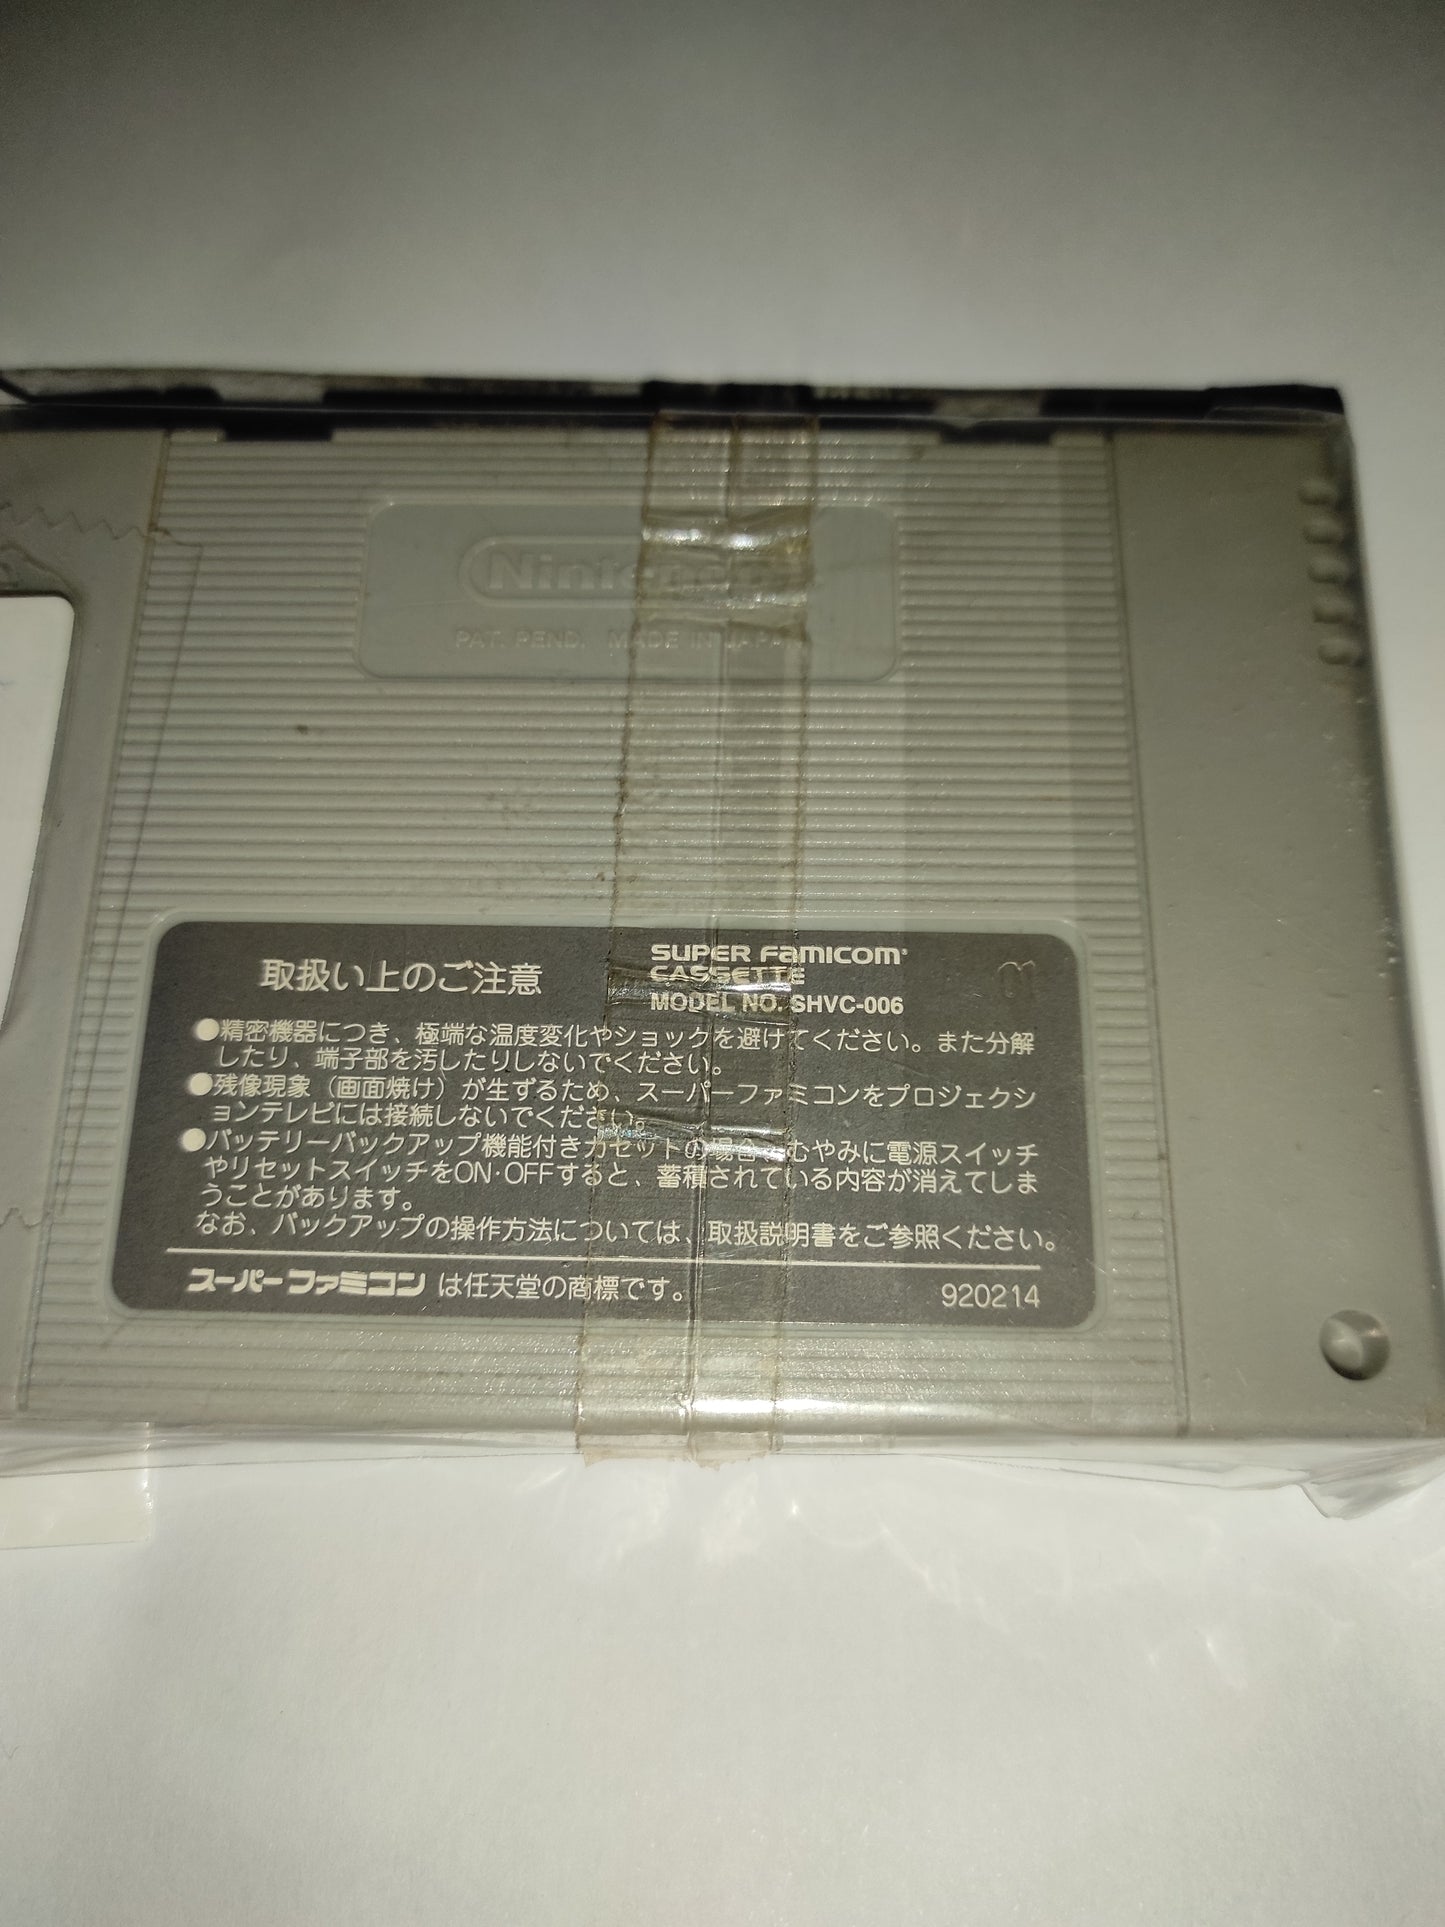 Nintendo
PAT. PEND. MADE IN JAPAN
取扱い上のご注意
SUPER FAMICOM®
CASSETTE
MODEL NO. SHVC-006
●精密機器につき、極端な温度変化やショックを避けてください。また分解
したり、端子部を汚したりしないでください。
●残像現象（画面焼け）が生ずるため、スーパーファミコンをプロジェクシ
ョンテレビには接続しないでください。
●バッテリーバックアップ機能付きカセットの場合、むやみに電源スイッチ
やリセットスイッチをON·OFFすると、蓄積されている内容が消えてしま
うことがあります。
なお、バックアップの操作方法については、取扱説明書をご参照ください。
スーパーファミコン は任天堂の商標です。
920214